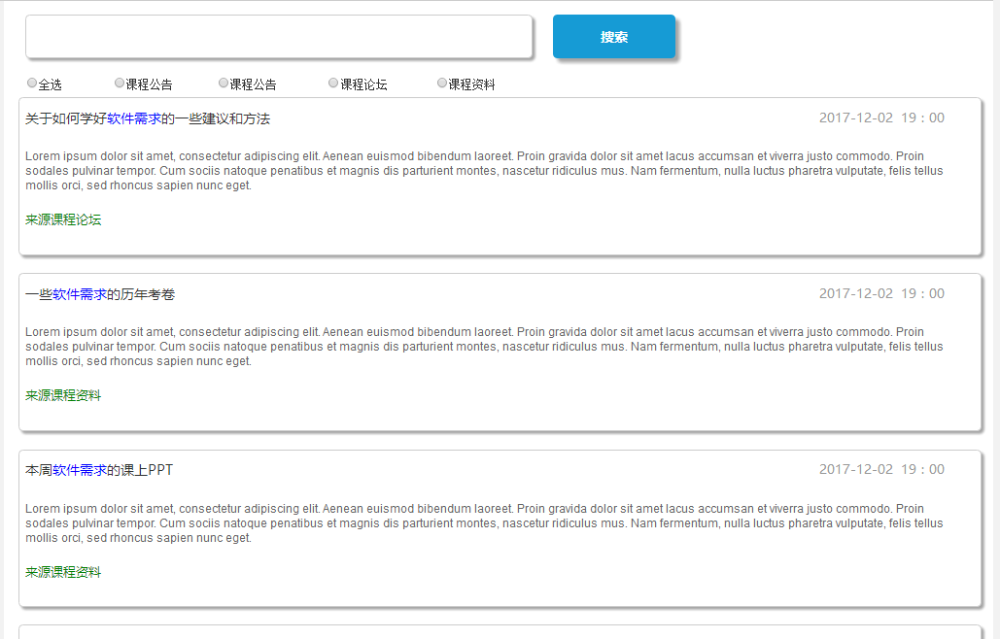 搜索
全选 课程公告 课程公告 课程论坛 课程资料
关于如何学好软件需求的一些建议和方法 2017-12-02 19：00
Lorem ipsum dolor sit amet, consectetur adipiscing elit. Aenean euismod bibendum laoreet. Proin gravida dolor sit amet lacus accumsan et viverra justo commodo. Proin
sodales pulvinar tempor. Cum sociis natoque penatibus et magnis dis parturient montes, nascetur ridiculus mus. Nam fermentum, nulla luctus pharetra vulputate, felis tellus
mollis orci, sed rhoncus sapien nunc eget.
来源课程论坛
一些软件需求的历年考卷 2017-12-02 19：00
Lorem ipsum dolor sit amet, consectetur adipiscing elit. Aenean euismod bibendum laoreet. Proin gravida dolor sit amet lacus accumsan et viverra justo commodo. Proin
sodales pulvinar tempor. Cum sociis natoque penatibus et magnis dis parturient montes, nascetur ridiculus mus. Nam fermentum, nulla luctus pharetra vulputate, felis tellus
mollis orci, sed rhoncus sapien nunc eget.
来源课程资料
本周软件需求的课上PPT 2017-12-02 19：00
Lorem ipsum dolor sit amet, consectetur adipiscing elit. Aenean euismod bibendum laoreet. Proin gravida dolor sit amet lacus accumsan et viverra justo commodo. Proin
sodales pulvinar tempor. Cum sociis natoque penatibus et magnis dis parturient montes, nascetur ridiculus mus. Nam fermentum, nulla luctus pharetra vulputate, felis tellus
mollis orci, sed rhoncus sapien nunc eget.
来源课程资料